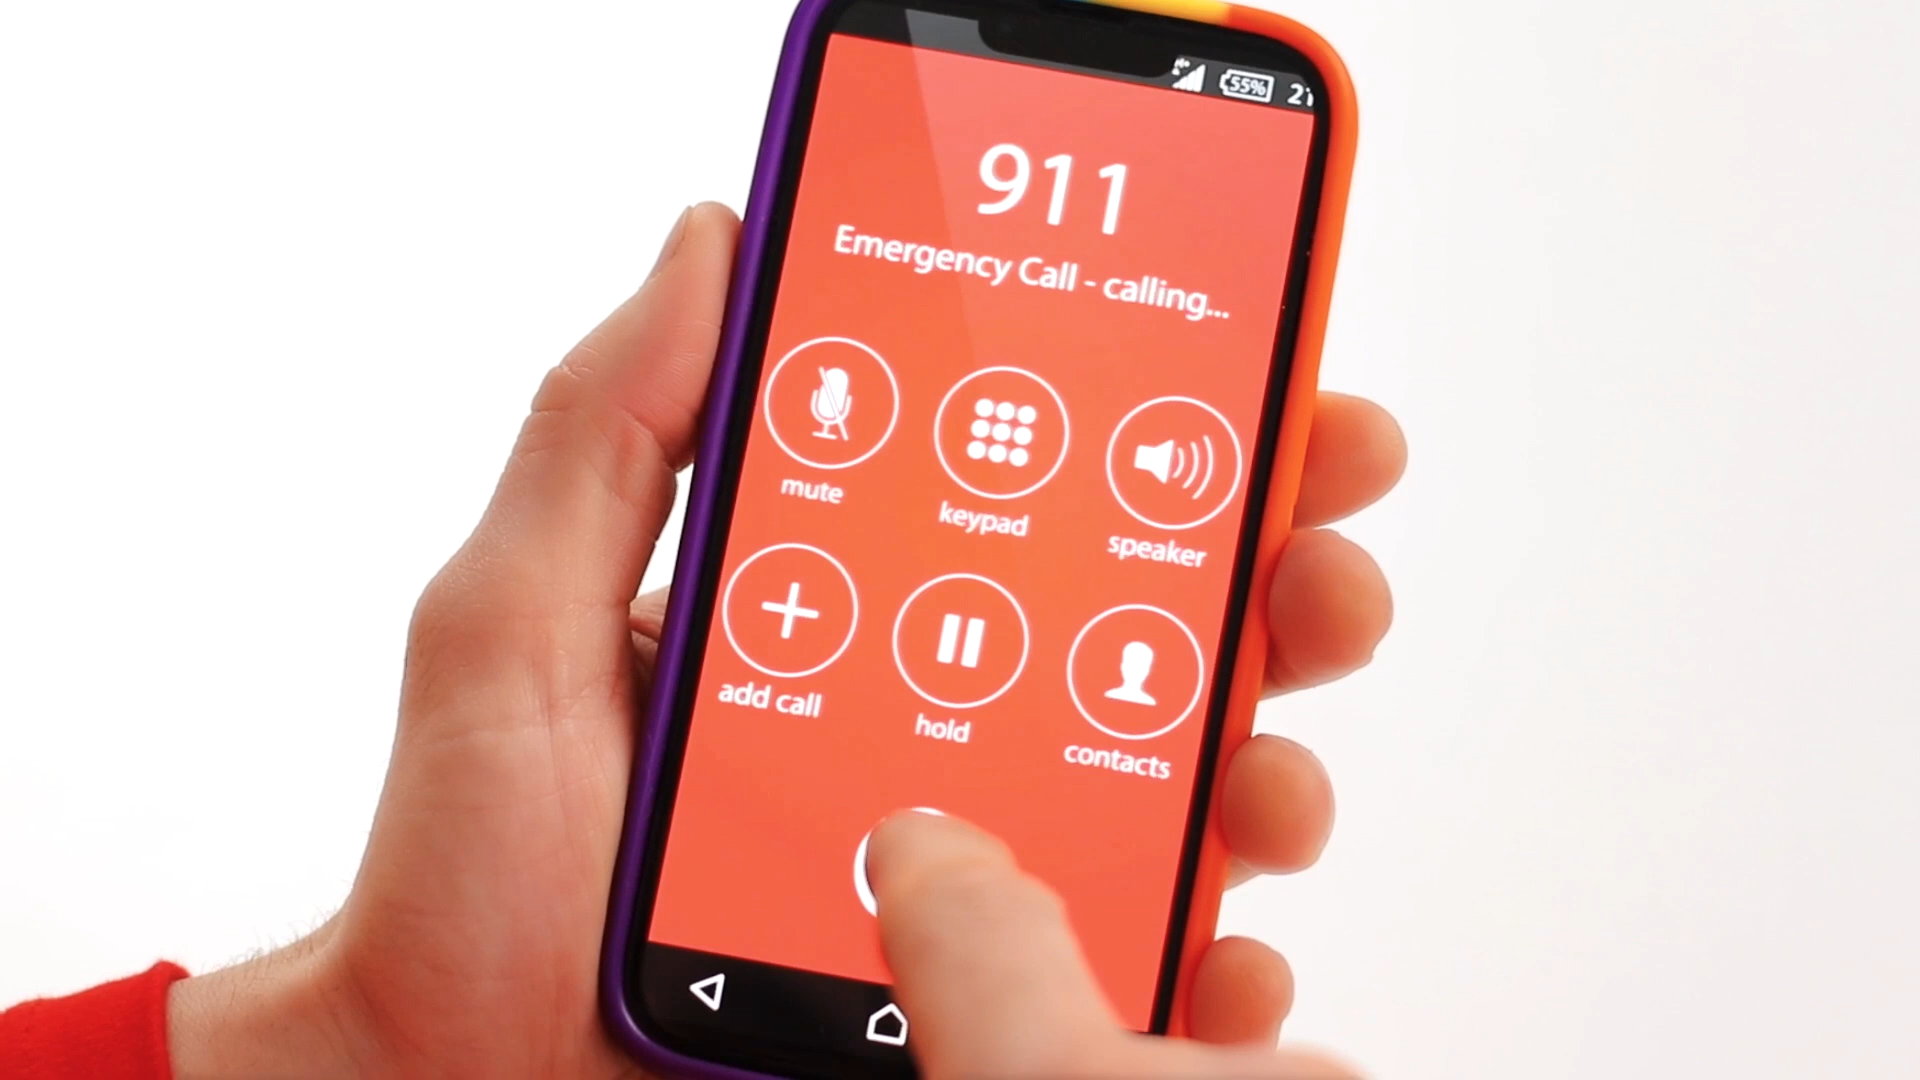 55%
911
Emergency Call - calling...
mute
keypad
speaker
add call
hold
contacts